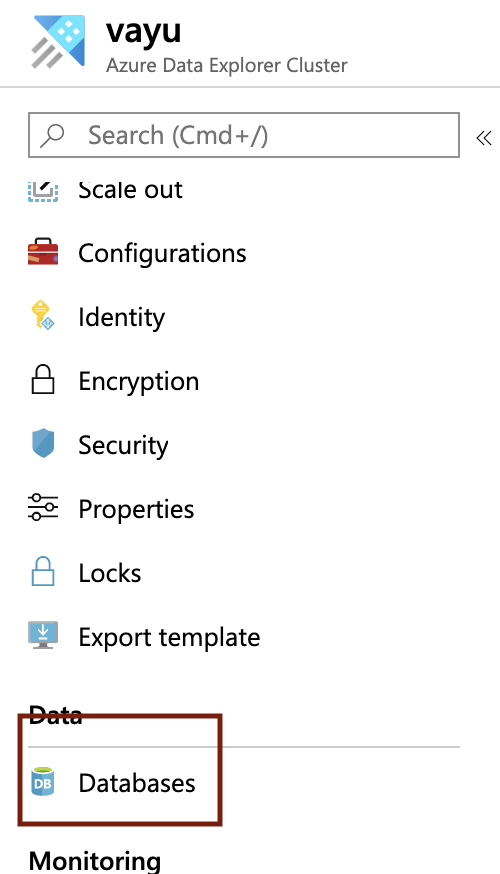 vayu
Azure Data Explorer Cluster
Search (Cmd+/)
«
Scale out
Configurations
Identity
Encryption
Security
Properties
Locks
Export template
Data
DB Databases
Monitoring